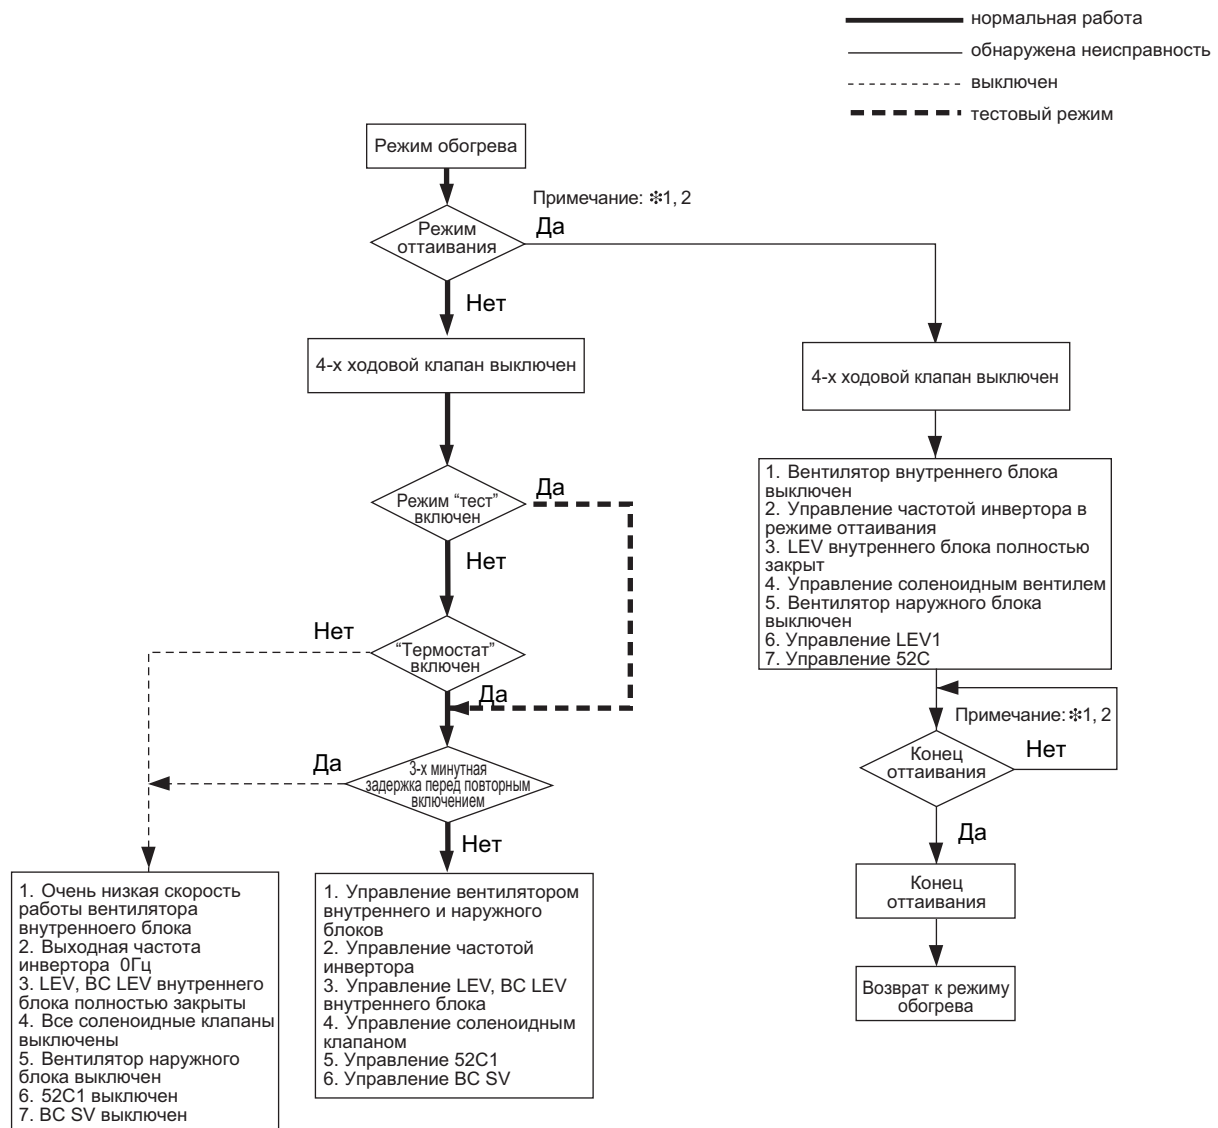 нормальная работа
обнаружена неисправность
выключен
тестовый режим
Режим обогрева
Примечание: ✻1, 2
Режим
оттаивания
Да
Нет
4-х ходовой клапан выключен
4-х ходовой клапан выключен
Режим “тест”
включен
Да
Нет
1. Вентилятор внутреннего блока
выключен
2. Управление частотой инвертора в
режиме оттаивания
3. LEV внутреннего блока полностью
закрыт
4. Управление соленоидным вентилем
5. Вентилятор наружного блока
выключен
6. Управление LEV1
7. Управление 52C
Нет
“Термостат”
включен
Да
Примечание: ✻1, 2
Конец
оттаивания
Нет
Да
Да
3-х минутная
задержка перед повторным
включением
Нет
Конец
оттаивания
Возврат к режиму
обогрева
1. Очень низкая скорость
работы вентилятора
внутренноего блока
2. Выходная частота
инвертора 0Гц
3. LEV, BC LEV внутреннего
блока полностью закрыты
4. Все соленоидные клапаны
выключены
5. Вентилятор наружного
блока выключен
6. 52C1 выключен
7. BC SV выключен
1. Управление вентилятором
внутреннего и наружного
блоков
2. Управление частотой
инвертора
3. Управление LEV, BC LEV
внутреннего блока
4. Управление соленоидным
клапаном
5. Управление 52C1
6. Управление BC SV